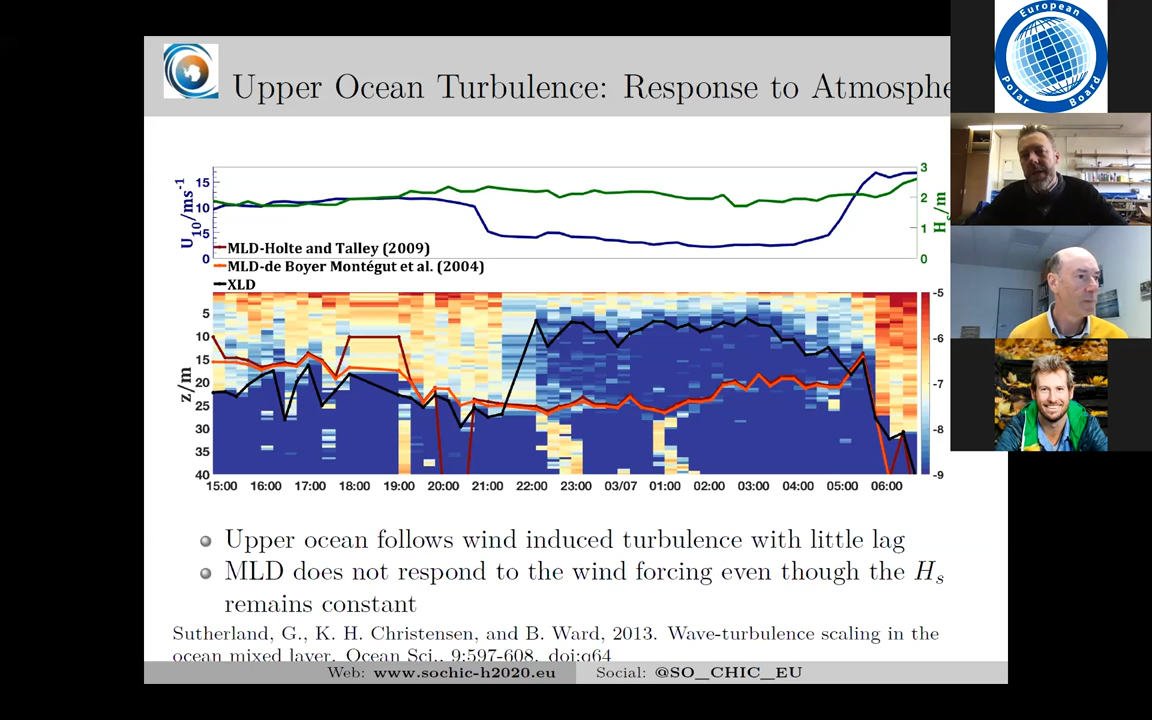 Upper Ocean Turbulence: Response to Atmosphe
European
Polar Board
U10/ms-1
15
10
5
0
3
2
1
0
Hs/m
MLD-Holte and Talley (2009)
MLD-de Boyer Montégut et al. (2004)
XLD
z/m
5
10
15
20
25
30
35
40
-5
-6
-7
-8
-9
15:00 16:00 17:00 18:00 19:00 20:00 21:00 22:00 23:00 03/07 01:00 02:00 03:00 04:00 05:00 06:00
Upper ocean follows wind induced turbulence with little lag
MLD does not respond to the wind forcing even though the Hs
remains constant
Sutherland, G., K. H. Christensen, and B. Ward, 2013. Wave-turbulence scaling in the
ocean mixed layer. Ocean Sci., 9:597-608, doi:q64
Web: www.sochic-h2020.eu Social: @SO_CHIC_EU